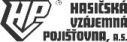 HP®
HASIČSKÁ
VZÁJEMNÁ
POJIŠŤOVNA, A.S.